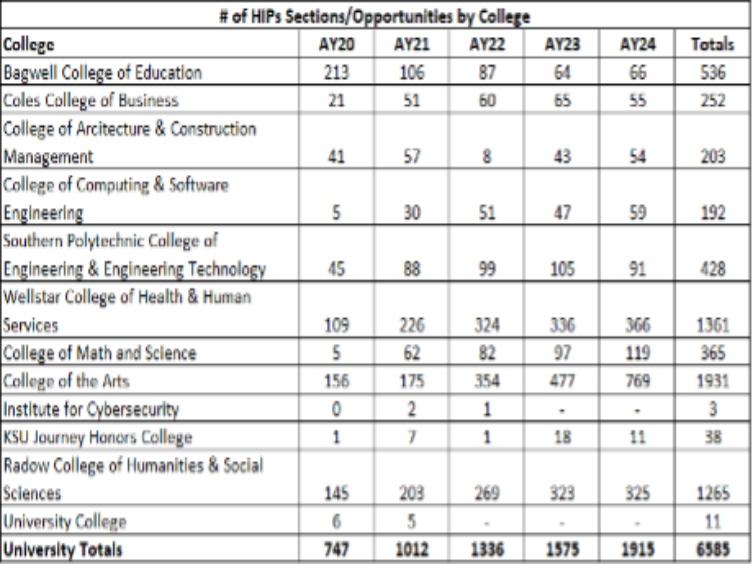 # of HIPs Sections/Opportunities by College
College AY20 AY21 AY22 AY23 AY24 Totals
Bagwell College of Education 213 106 87 64 66 536
Coles College of Business 21 51 60 65 55 252
College of Arcitecture & Construction
Management 41 57 8 43 54 203
College of Computing & Software
Engineering 5 30 51 47 59 192
Southern Polytechnic College of
Engineering & Engineering Technology 45 88 99 105 91 428
Wellstar College of Health & Human
Services 109 226 324 336 366 1361
College of Math and Science 5 62 82 97 119 365
College of the Arts 156 175 354 477 769 1931
Institute for Cybersecurity 0 2 1 - - 3
KSU Journey Honors College 1 7 1 18 11 38
Radow College of Humanities & Social
Sciences 145 203 269 323 325 1265
University College 6 5 - - - 11
University Totals 747 1012 1336 1575 1915 6585